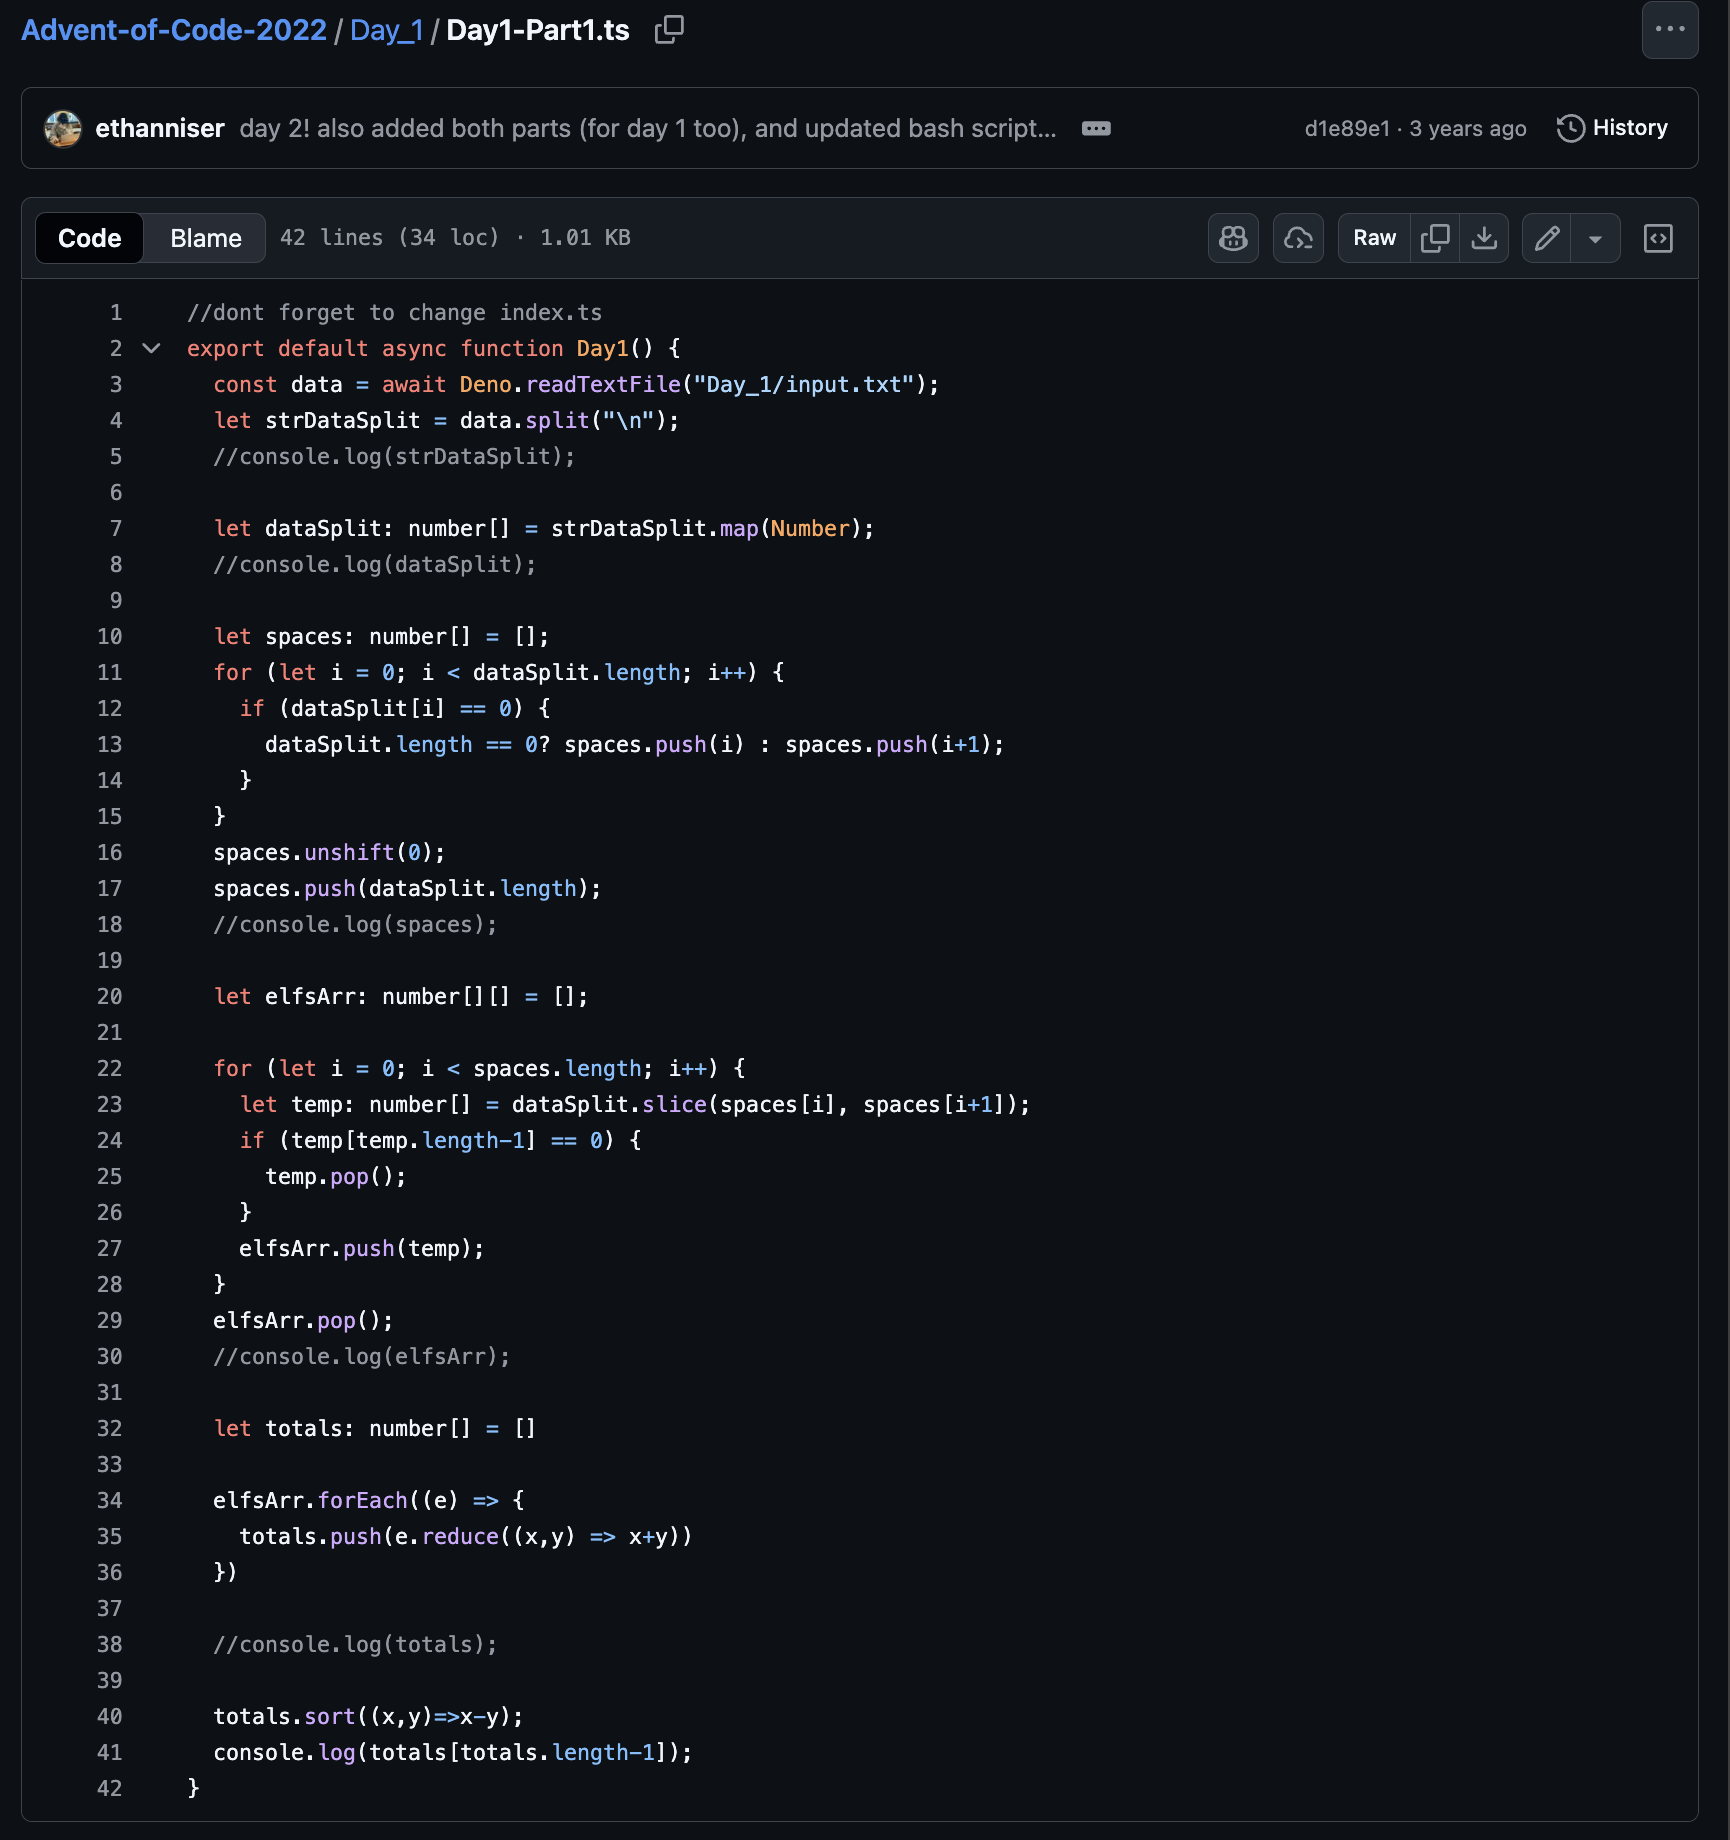 Advent-of-Code-2022 / Day_1 / Day1-Part1.ts
ethanniser day 2! also added both parts (for day 1 too), and updated bash script... d1e89e1 · 3 years ago History
Code Blame 42 lines (34 loc) · 1.01 KB Raw
1 //dont forget to change index.ts
2 export default async function Day1() {
3   const data = await Deno.readTextFile("Day_1/input.txt");
4   let strDataSplit = data.split("\n");
5   //console.log(strDataSplit);
6
7   let dataSplit: number[] = strDataSplit.map(Number);
8   //console.log(dataSplit);
9
10   let spaces: number[] = [];
11   for (let i = 0; i < dataSplit.length; i++) {
12     if (dataSplit[i] == 0) {
13       dataSplit.length == 0? spaces.push(i) : spaces.push(i+1);
14     }
15   }
16   spaces.unshift(0);
17   spaces.push(dataSplit.length);
18   //console.log(spaces);
19
20   let elfsArr: number[][] = [];
21
22   for (let i = 0; i < spaces.length; i++) {
23     let temp: number[] = dataSplit.slice(spaces[i], spaces[i+1]);
24     if (temp[temp.length-1] == 0) {
25       temp.pop();
26     }
27     elfsArr.push(temp);
28   }
29   elfsArr.pop();
30   //console.log(elfsArr);
31
32   let totals: number[] = []
33
34   elfsArr.forEach((e) => {
35     totals.push(e.reduce((x,y) => x+y))
36   })
37
38   //console.log(totals);
39
40   totals.sort((x,y)=>x-y);
41   console.log(totals[totals.length-1]);
42 }